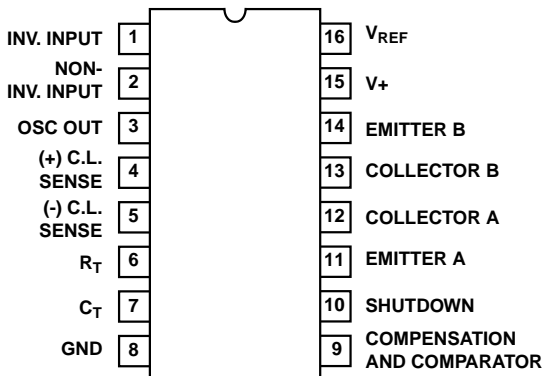 INV. INPUT 1
NON-
INV. INPUT 2
OSC OUT 3
(+) C.L.
SENSE 4
(-) C.L.
SENSE 5
RT 6
CT 7
GND 8
16 VREF
15 V+
14 EMITTER B
13 COLLECTOR B
12 COLLECTOR A
11 EMITTER A
10 SHUTDOWN
9 COMPENSATION
AND COMPARATOR